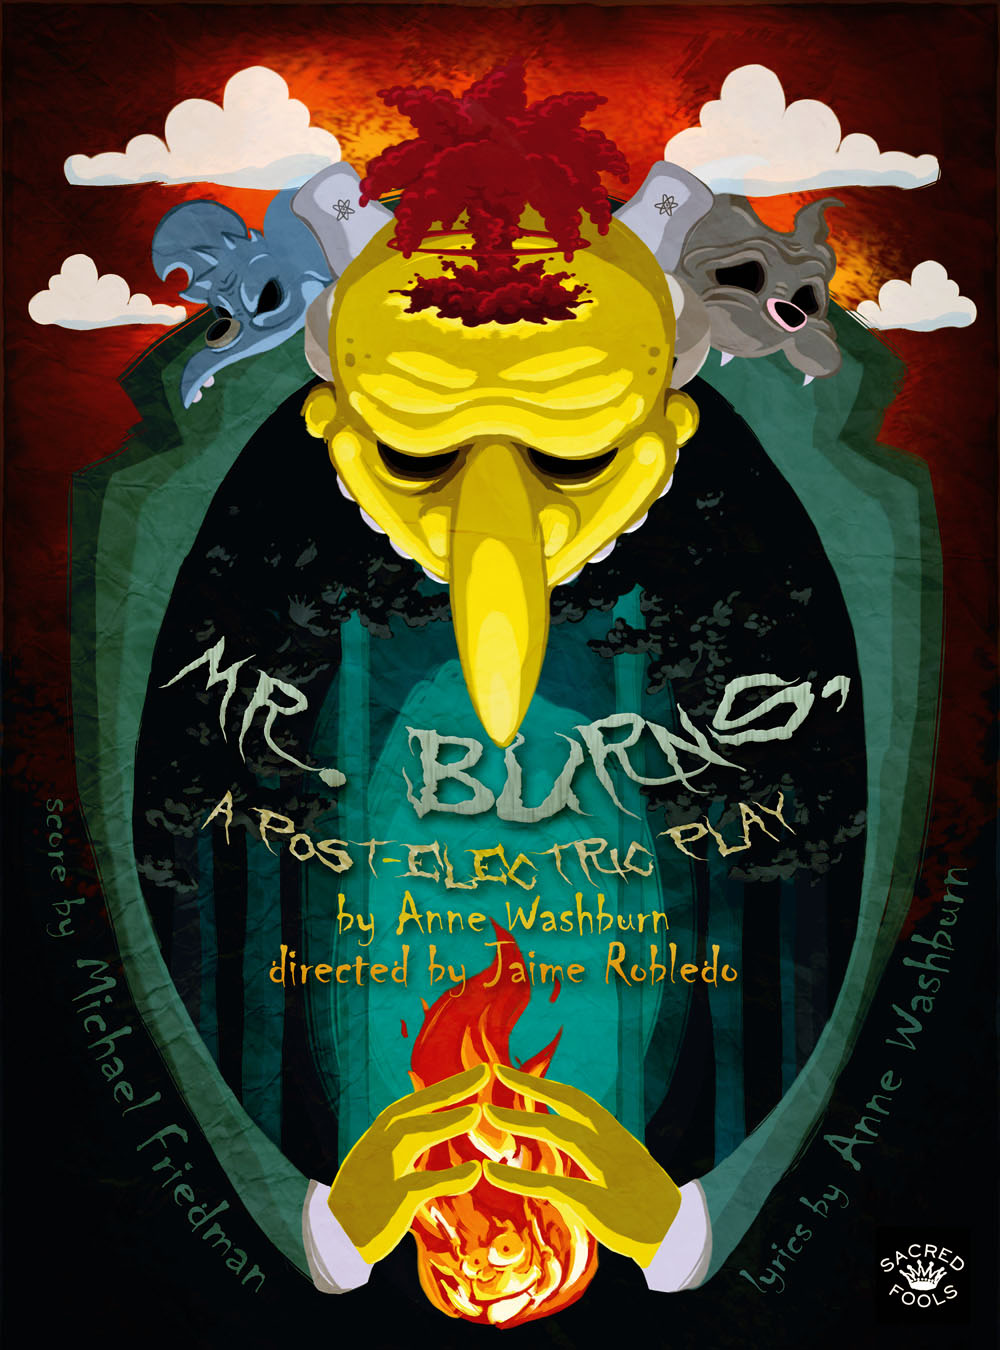 MR. BURNS,
A POST-ELECTRIC PLAY
by Anne Washburn
directed by Jaime Robledo
score by Michael Friedman
lyrics by Anne Washburn
SACRED
FOOLS